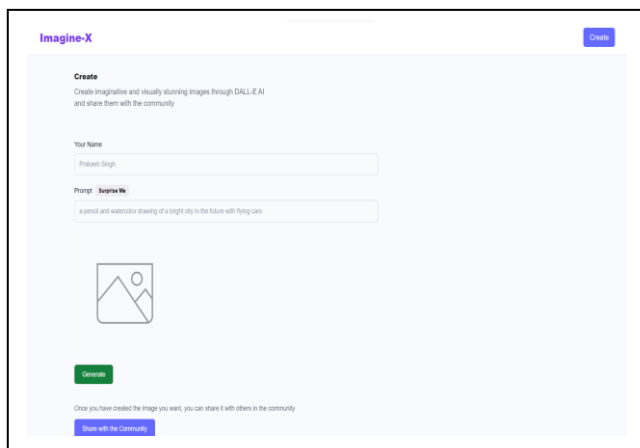 Imagine-X
Create
Create
Create imaginative and visually stunning images through DALL-E AI
and share them with the community
Your Name
Prakash Singh
Prompt Surprise Me
a pencil and watercolor drawing of a bright city in the future with flying cars
Generate
Once you have created the image you want, you can share it with others in the community
Share with the Community